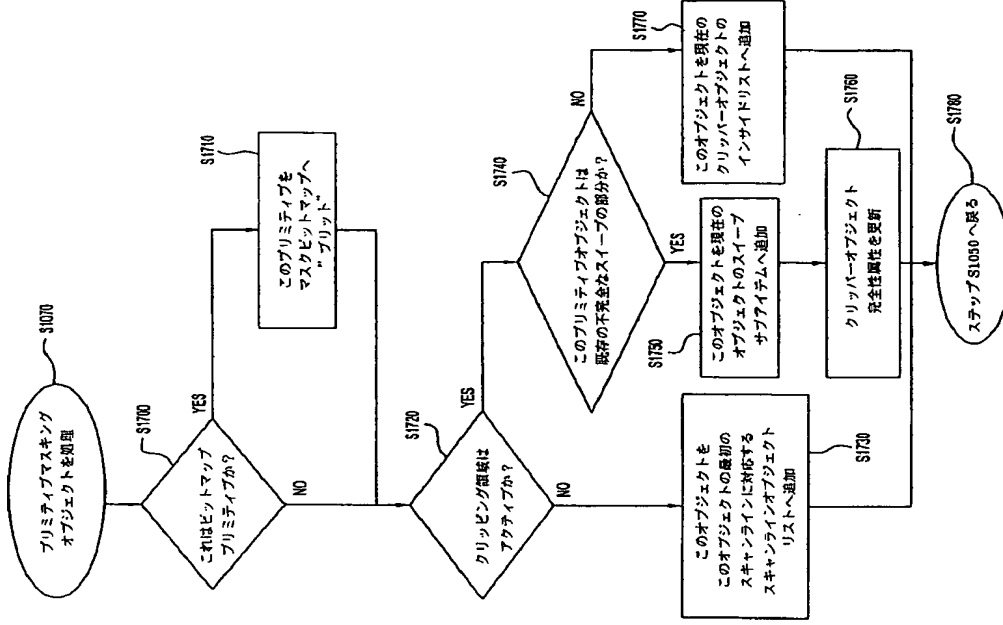 S1070
プリミティブマスキング
オブジェクトを処理
S1700
これはビットマップ
プリミティブか?
YES
NO
S1710
このプリミティブを
マスクビットマップへ
"ブリット"
S1720
クリッピング領域は
アクティブか?
YES
NO
S1730
このオブジェクトを
このオブジェクトの最初の
スキャンラインに対応する
スキャンラインオブジェクト
リストへ追加
S1740
このプリミティブオブジェクトは
既存の不完全なスイープの部分か?
YES
NO
S1750
このオブジェクトを現在の
オブジェクトのスイープ
サブアイテムへ追加
S1760
クリッパーオブジェクト
完全性属性を更新
S1770
このオブジェクトを現在の
クリッパーオブジェクトの
インサイドリストへ追加
S1780
ステップS1050へ戻る